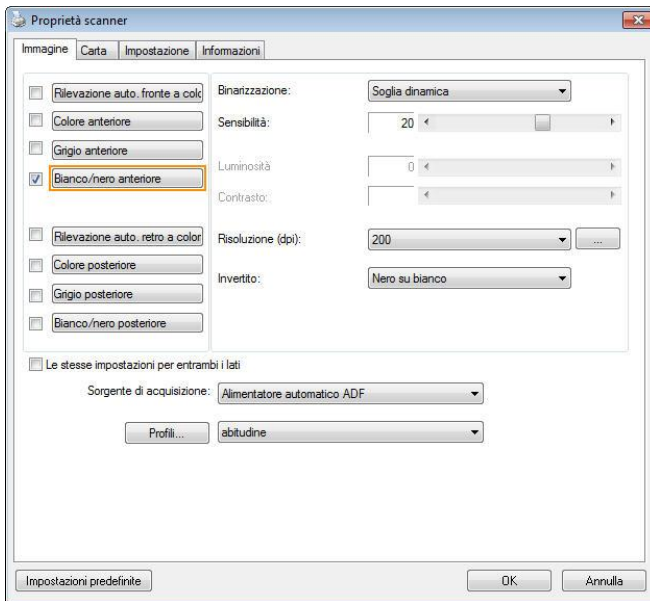 Proprietà scanner
Immagine Carta Impostazione Informazioni
Rilevazione auto. fronte a colo
Colore anteriore
Grigio anteriore
Bianco/nero anteriore
Rilevazione auto. retro a color
Colore posteriore
Grigio posteriore
Bianco/nero posteriore
Binarizzazione: Soglia dinamica
Sensibilità: 20
Luminosità 0
Contrasto:
Risoluzione (dpi): 200 ...
Invertito: Nero su bianco
Le stesse impostazioni per entrambi i lati
Sorgente di acquisizione: Alimentatore automatico ADF
Profili... abitudine
Impostazioni predefinite OK Annulla